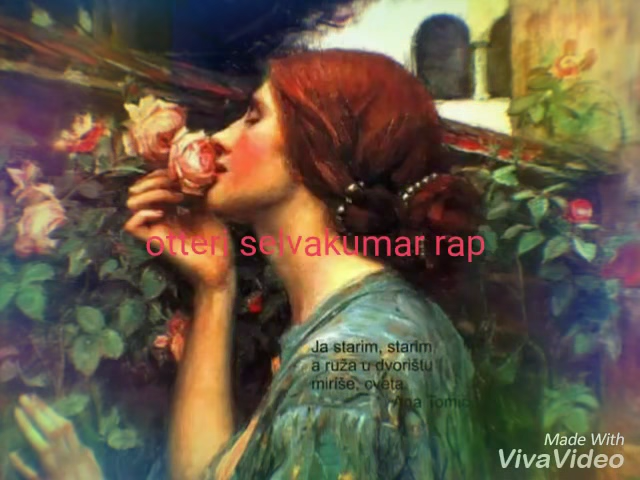 otteri selvakumar rap
Ja starim, starim
a ruža u dvorištu
miriše, cveta.
Ana Tomić
Made With
VivaVideo